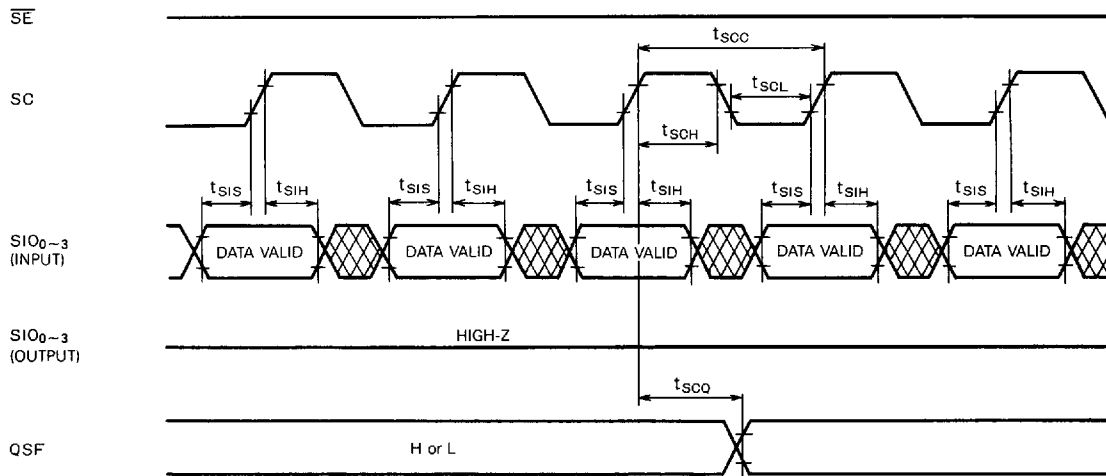 SE
tSCC
SC
tSCL
tSCH
tSIS tSIH tSIS tSIH tSIS tSIH tSIS tSIH tSIS tSIH
SIO0~3
(INPUT)
DATA VALID DATA VALID DATA VALID DATA VALID DATA VALID
SIO0~3
(OUTPUT)
HIGH-Z
tSCQ
QSF
H or L